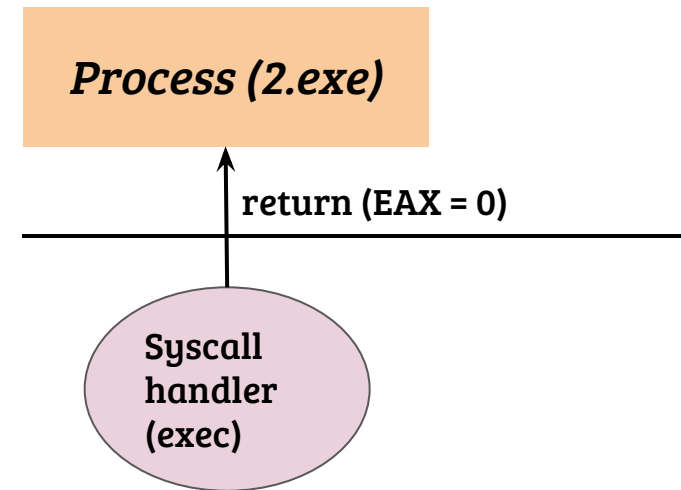 Process (2.exe)
return (EAX = 0)
Syscall
handler
(exec)